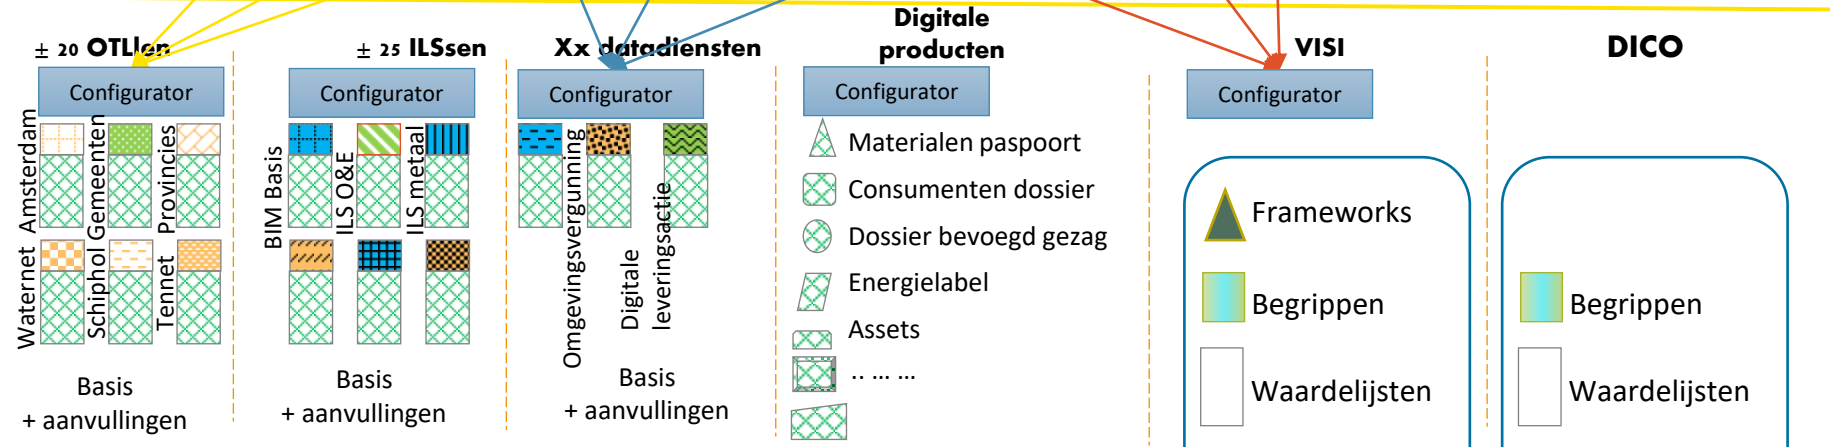 ± 20 OTLlen
Configurator
Amsterdam
Gemeenten
Provincies
Waternet
Schiphol
Tennet
Basis
+ aanvullingen
± 25 ILSsen
Configurator
BIM Basis
ILS O&E
ILS metaal
Basis
+ aanvullingen
Xx datadiensten
Configurator
Omgevingsvergunning
Digitale
leveringsactie
Basis
+ aanvullingen
Digitale
producten
Configurator
Materialen paspoort
Consumenten dossier
Dossier bevoegd gezag
Energielabel
Assets
.. ... ...
VISI
Configurator
Frameworks
Begrippen
Waardelijsten
DICO
Begrippen
Waardelijsten